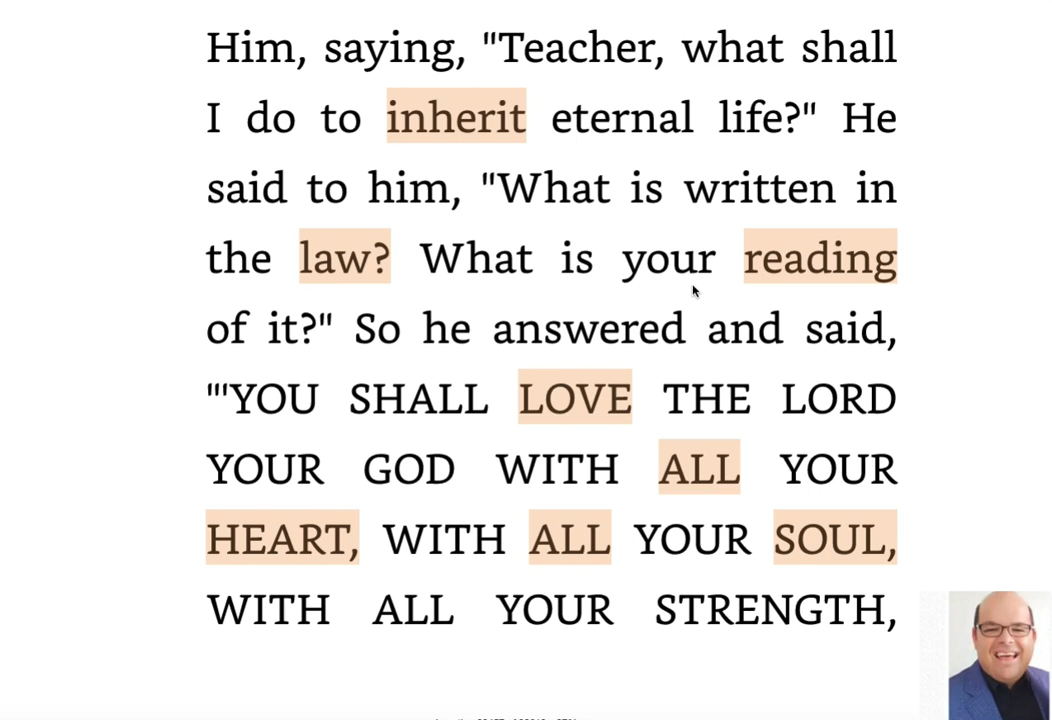 Him, saying, "Teacher, what shall
I do to inherit eternal life?" He
said to him, "What is written in
the law? What is your reading
of it?" So he answered and said,
"'YOU SHALL LOVE THE LORD
YOUR GOD WITH ALL YOUR
HEART, WITH ALL YOUR SOUL,
WITH ALL YOUR STRENGTH,